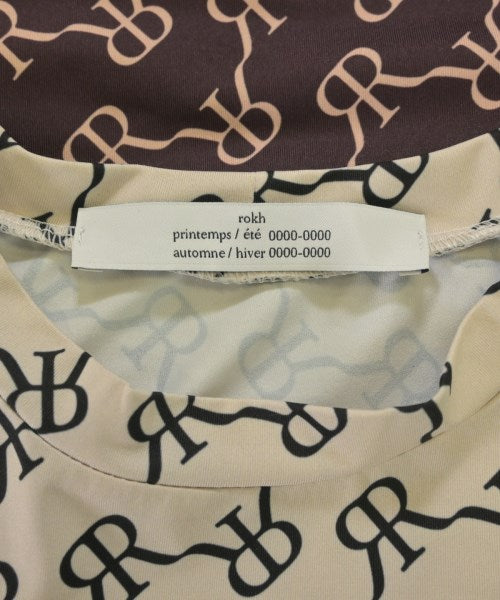 rokh
printemps / été 0000-0000
automne / hiver 0000-0000